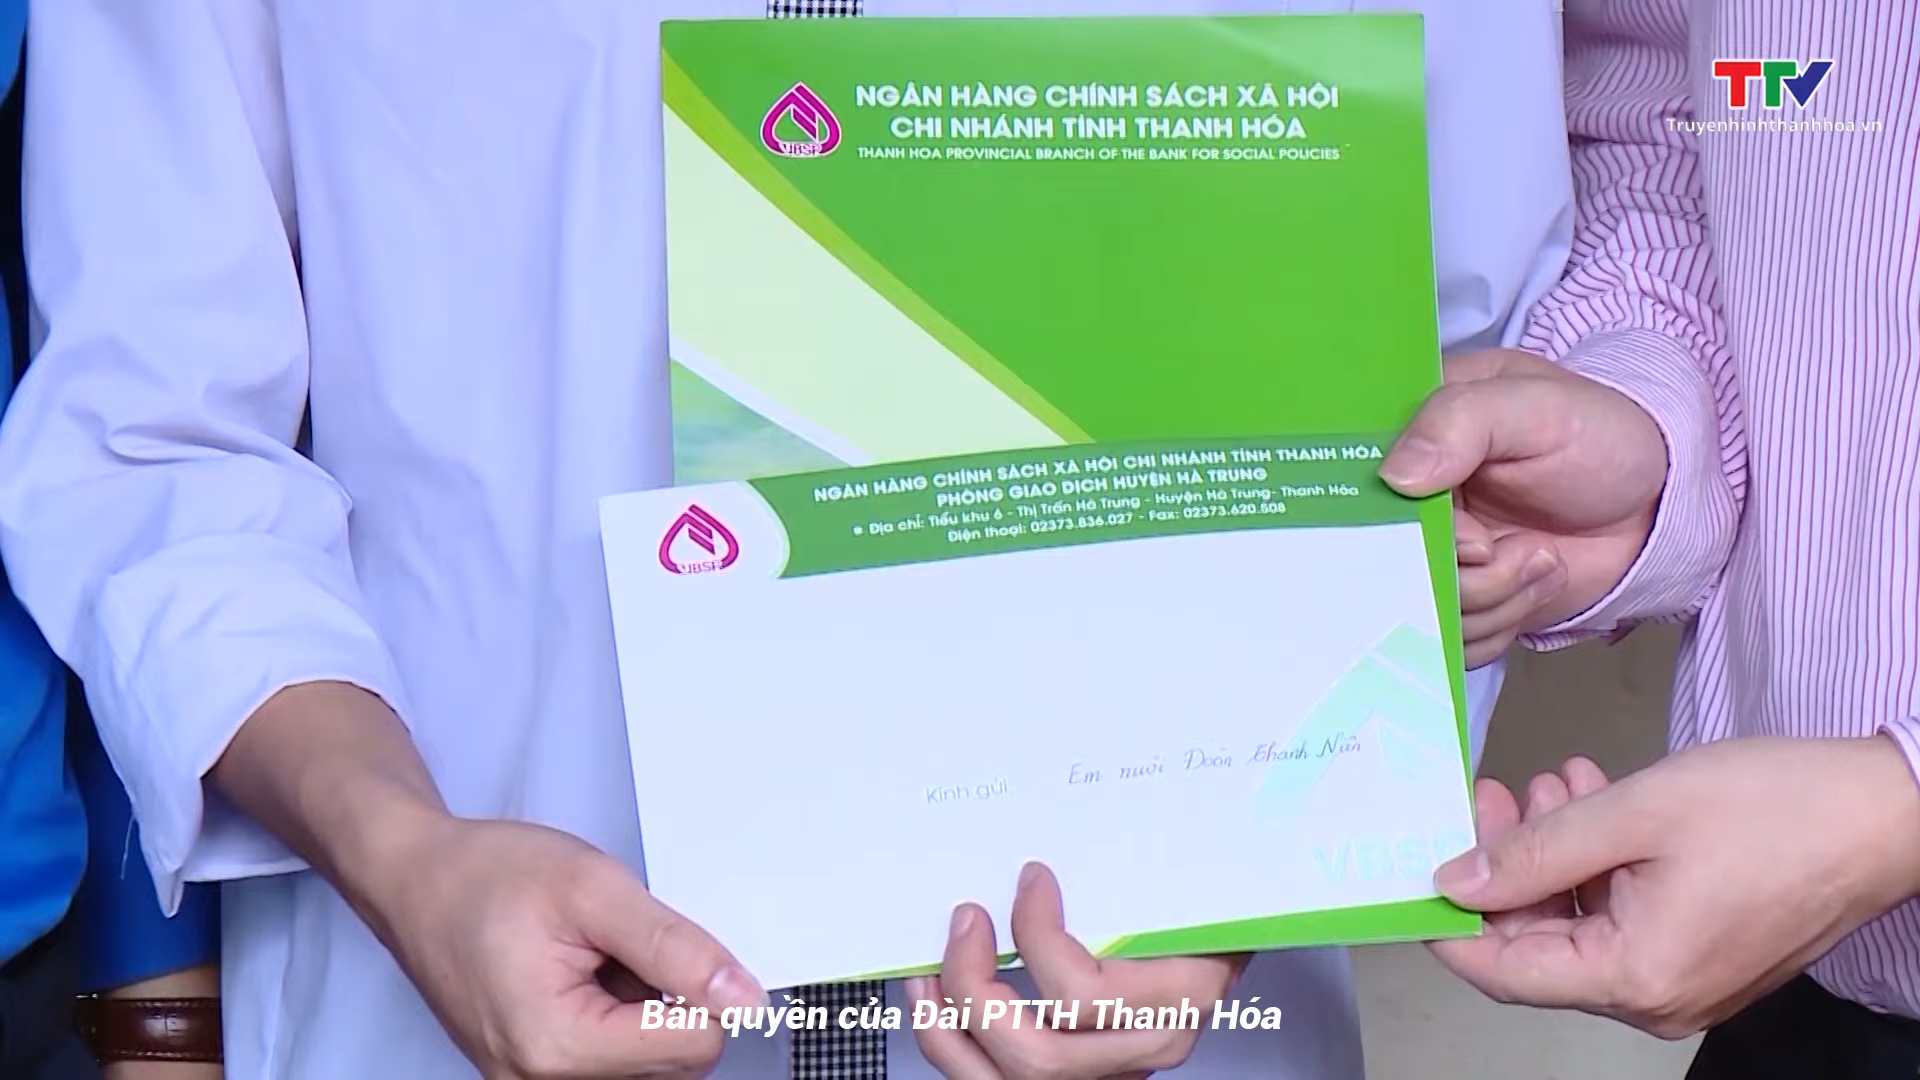 NGÂN HÀNG CHÍNH SÁCH XÃ HỘI
CHI NHÁNH TỈNH THANH HÓA
THANH HOA PROVINCIAL BRANCH OF THE BANK FOR SOCIAL POLICIES
VBSP
TTV
Truyenhinhthanhhoa.vn
NGÂN HÀNG CHÍNH SÁCH XÃ HỘI CHI NHÁNH TỈNH THANH HÓA
PHÒNG GIAO DỊCH HUYỆN HÀ TRUNG
Địa chỉ: Tiểu khu 6 - Thị Trấn Hà Trung - Huyện Hà Trung- Thanh Hóa
Điện thoại: 02373.836.027 - Fax: 02373.620.508
VBSP
Kính gửi: Em nuôi Đoàn Thanh Niên
VBSP
Bản quyền của Đài PTTH Thanh Hóa